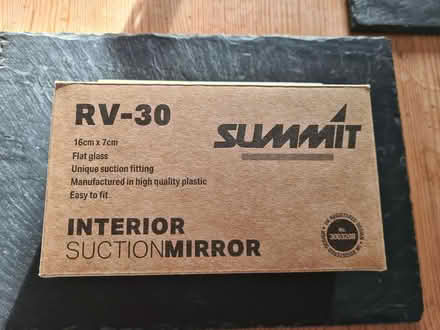 RV-30
16cm x 7cm
Flat glass
Unique suction fitting
Manufactured in high quality plastic
Easy to fit
SUMMIT
INTERIOR
SUCTIONMIRROR
No.